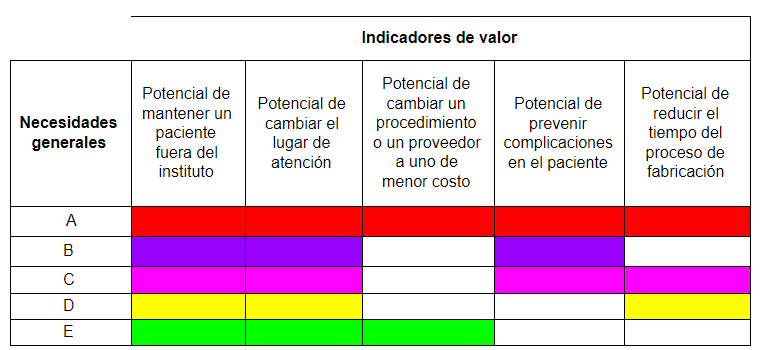 Indicadores de valor
Necesidades
generales
Potencial de
mantener un
paciente
fuera del
instituto
Potencial de
cambiar el
lugar de
atención
Potencial de
cambiar un
procedimiento
o un proveedor
a uno de
menor costo
Potencial de
prevenir
complicaciones
en el paciente
Potencial de
reducir el
tiempo del
proceso de
fabricación
A
B
C
D
E